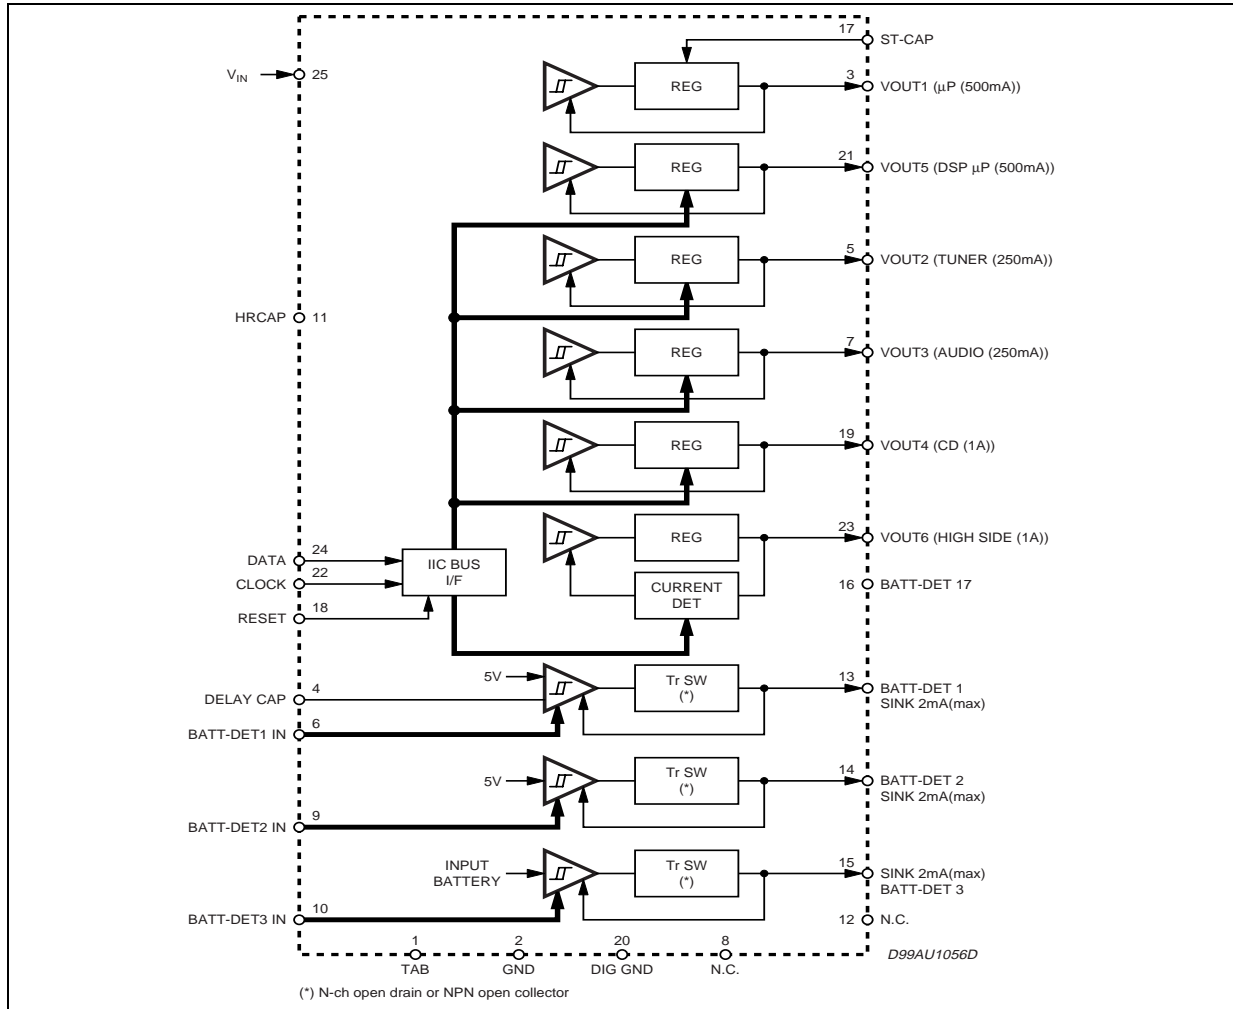 17
ST-CAP
VIN
25
REG
3
VOUT1 (μP (500mA))
REG
21
VOUT5 (DSP μP (500mA))
REG
5
VOUT2 (TUNER (250mA))
HRCAP
11
REG
7
VOUT3 (AUDIO (250mA))
REG
19
VOUT4 (CD (1A))
REG
23
VOUT6 (HIGH SIDE (1A))
DATA
24
IIC BUS
I/F
CLOCK
22
CURRENT
DET
16
BATT-DET 17
RESET
18
5V
Tr SW
(*)
13
BATT-DET 1
SINK 2mA(max)
DELAY CAP
4
BATT-DET1 IN
6
5V
Tr SW
(*)
14
BATT-DET 2
SINK 2mA(max)
BATT-DET2 IN
9
INPUT
BATTERY
Tr SW
(*)
15
SINK 2mA(max)
BATT-DET 3
BATT-DET3 IN
10
12
N.C.
1
TAB
2
GND
20
DIG GND
8
N.C.
D99AU1056D
(*) N-ch open drain or NPN open collector